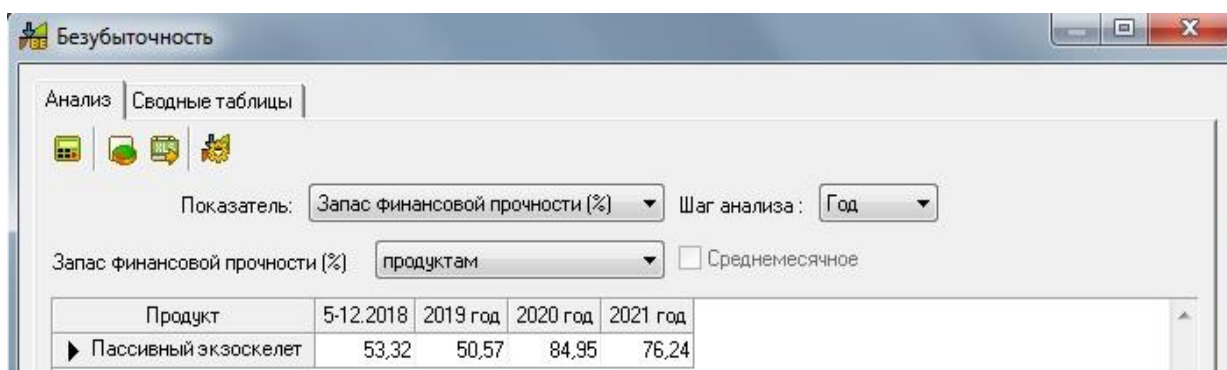 Безубыточность
Анализ Сводные таблицы
Показатель: Запас финансовой прочности (%) Шаг анализа: Год
Запас финансовой прочности (%) продуктам Среднемесячное
Продукт 5-12.2018 2019 год 2020 год 2021 год
Пассивный экзоскелет 53,32 50,57 84,95 76,24